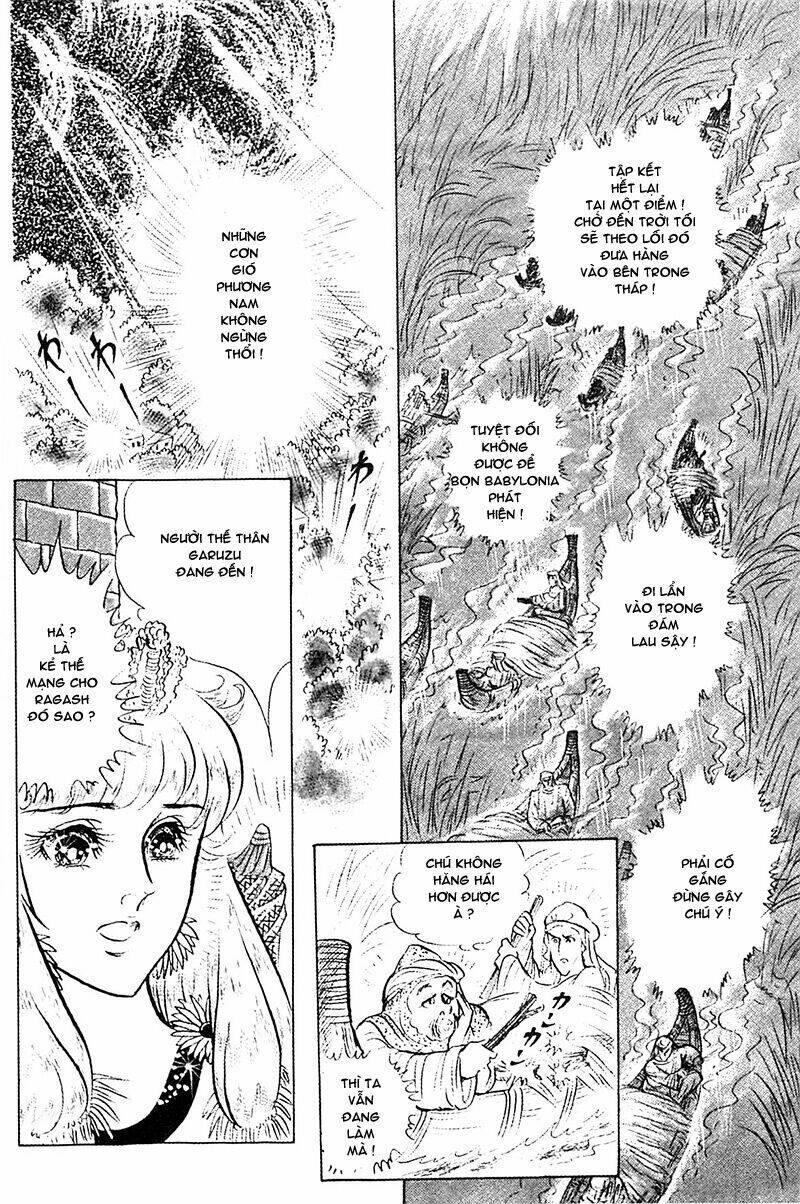 TẬP KẾT
HẾT LẠI
TẠI MỘT ĐIỂM !
CHỜ ĐẾN TRỜI TỐI
SẼ THEO LỐI ĐÓ
ĐƯA HÀNG
VÀO BÊN TRONG
THÁP !
TUYỆT ĐỐI
KHÔNG
ĐƯỢC ĐỂ
BỌN BABYLONIA
PHÁT
HIỆN !
ĐI LẨN
VÀO TRONG
ĐÁM
LAU SẬY !
PHẢI CỐ
GẮNG
ĐỪNG GÂY
CHÚ Ý !
CHÚ KHÔNG
HĂNG HÁI
HƠN ĐƯỢC
À ?
カーン
カーン
THÌ TA
VẪN
ĐANG
LÀM
MÀ !
NHỮNG
CƠN
GIÓ
PHƯƠNG
NAM
KHÔNG
NGỪNG
THỔI !
わー
わー
わー
NGƯỜI THẾ THÂN
GARUZU
ĐANG ĐẾN !
HẢ ?
LÀ
KẺ THẾ
MẠNG CHO
RAGASH
ĐÓ SAO ?